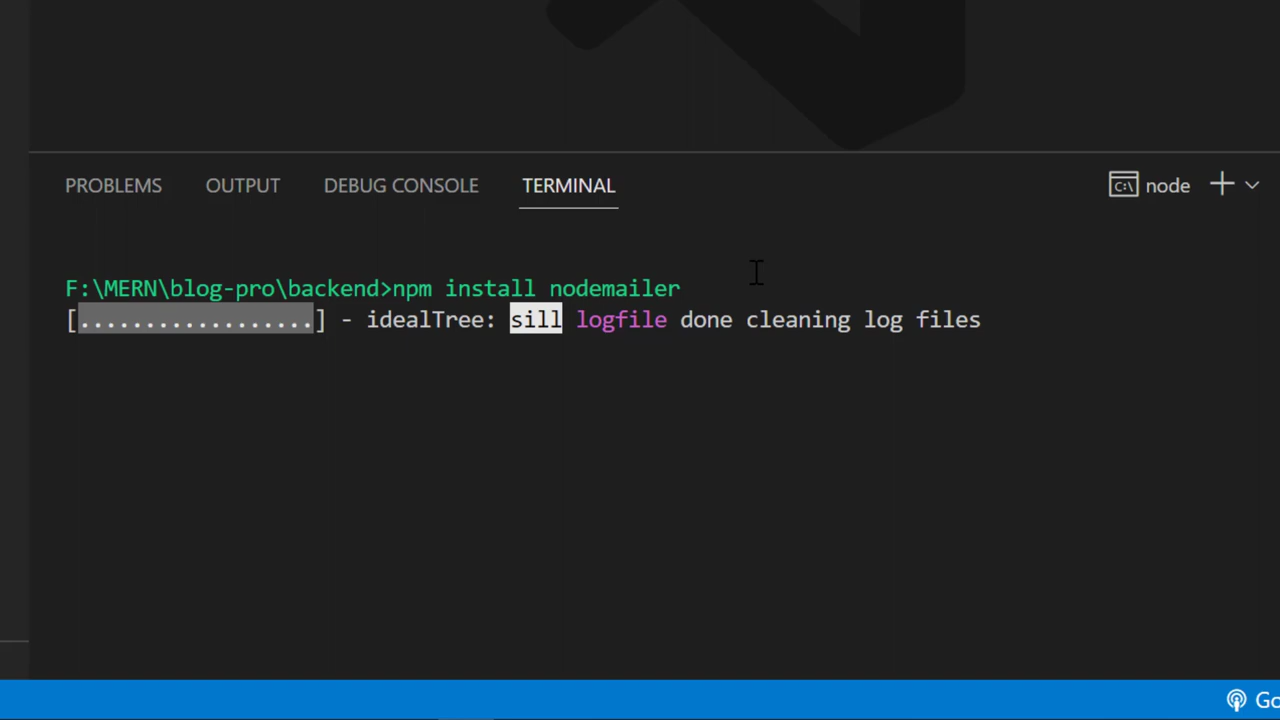 PROBLEMS OUTPUT DEBUG CONSOLE TERMINAL node
F:\MERN\blog-pro\backend>npm install nodemailer
[..................] - idealTree: sill logfile done cleaning log files
Go